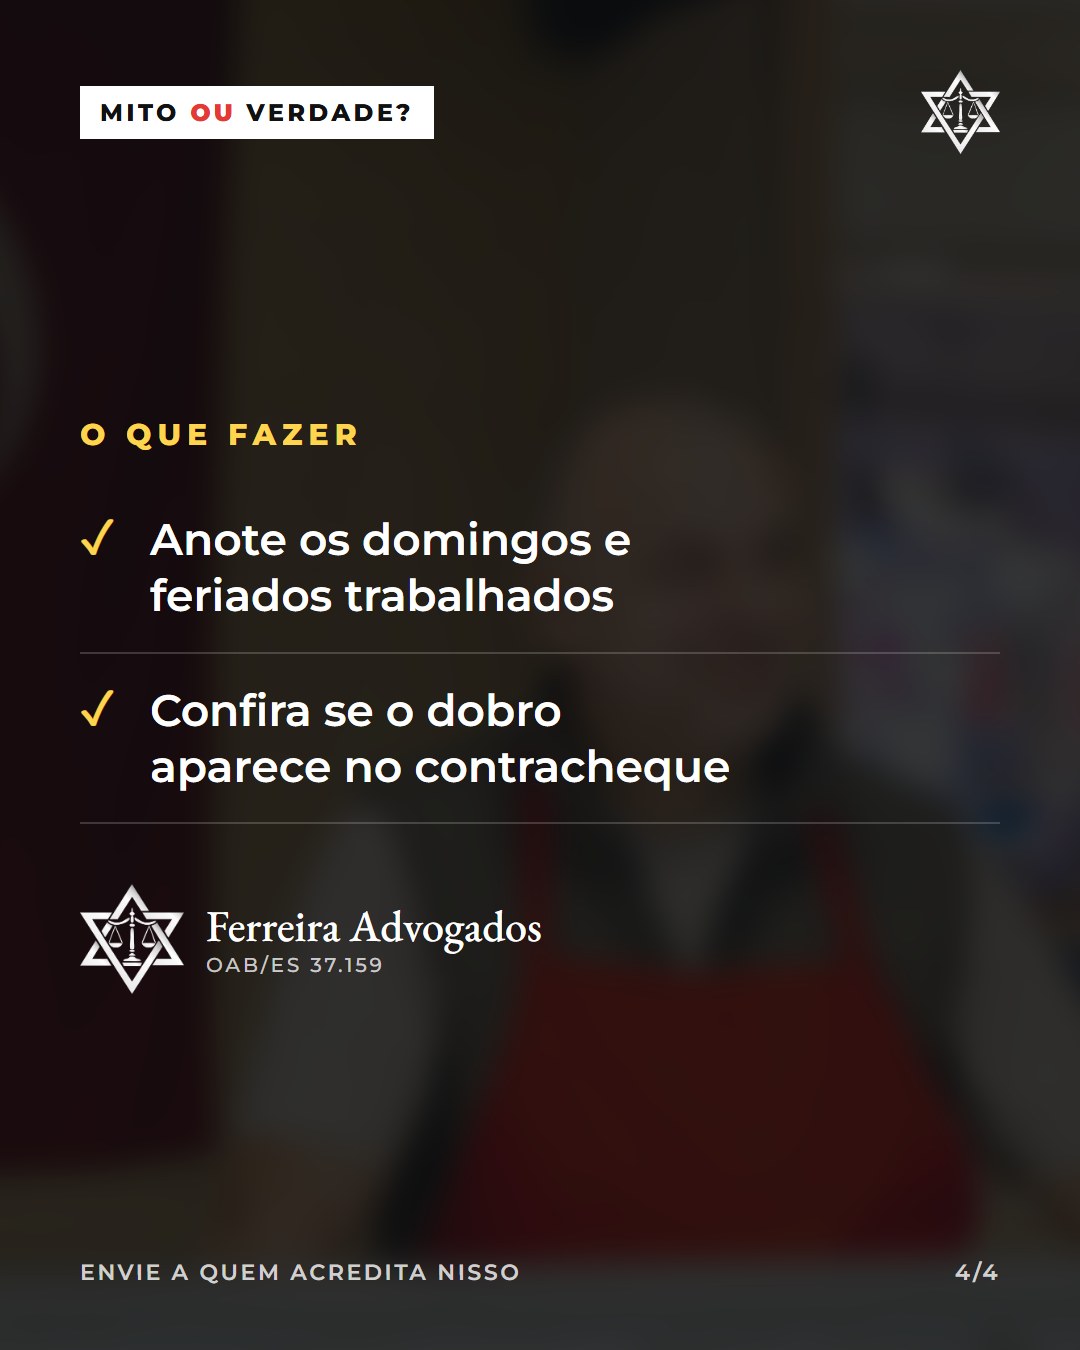 MITO OU VERDADE?
O QUE FAZER
✓ Anote os domingos e
feriados trabalhados
✓ Confira se o dobro
aparece no contracheque
Ferreira Advogados
OAB/ES 37.159
ENVIE A QUEM ACREDITA NISSO
4/4